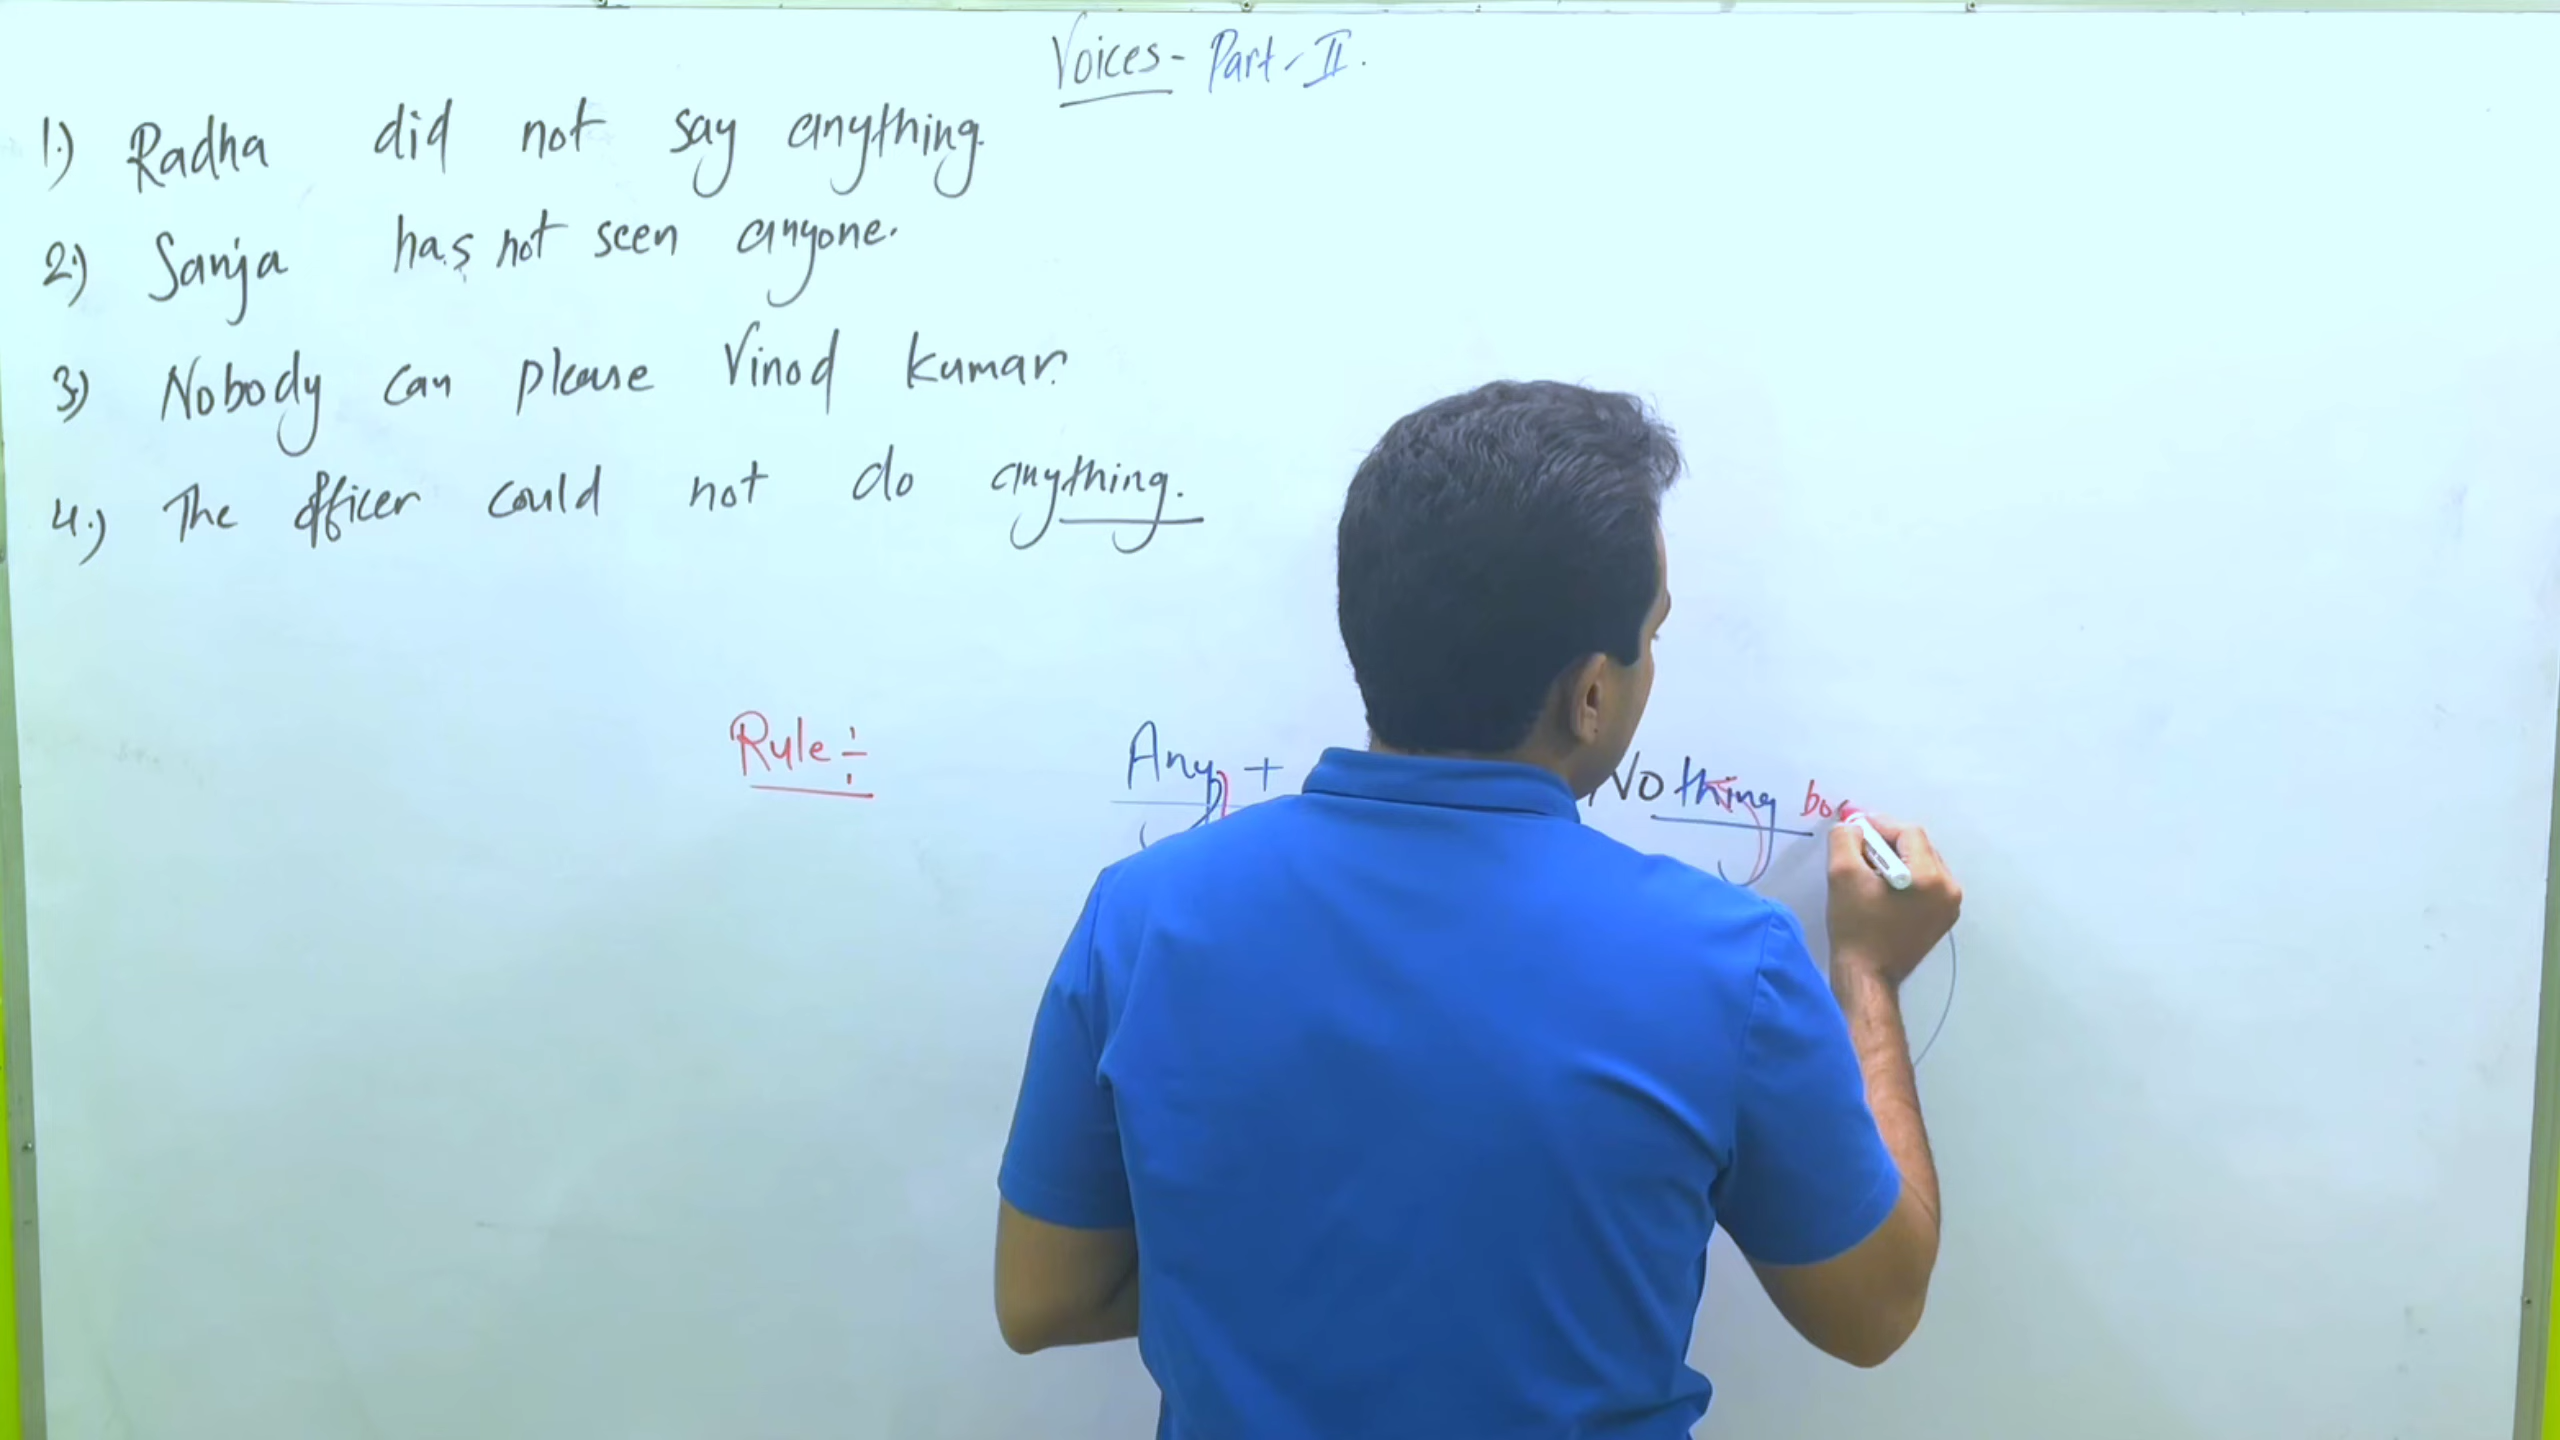 Voices - Part - II.
1.) Radha did not say anything.
2.) Sanja has not seen anyone.
3.) Nobody can please Vinod Kumar.
4.) The officer could not do anything.
Rule :- Any + Nothing